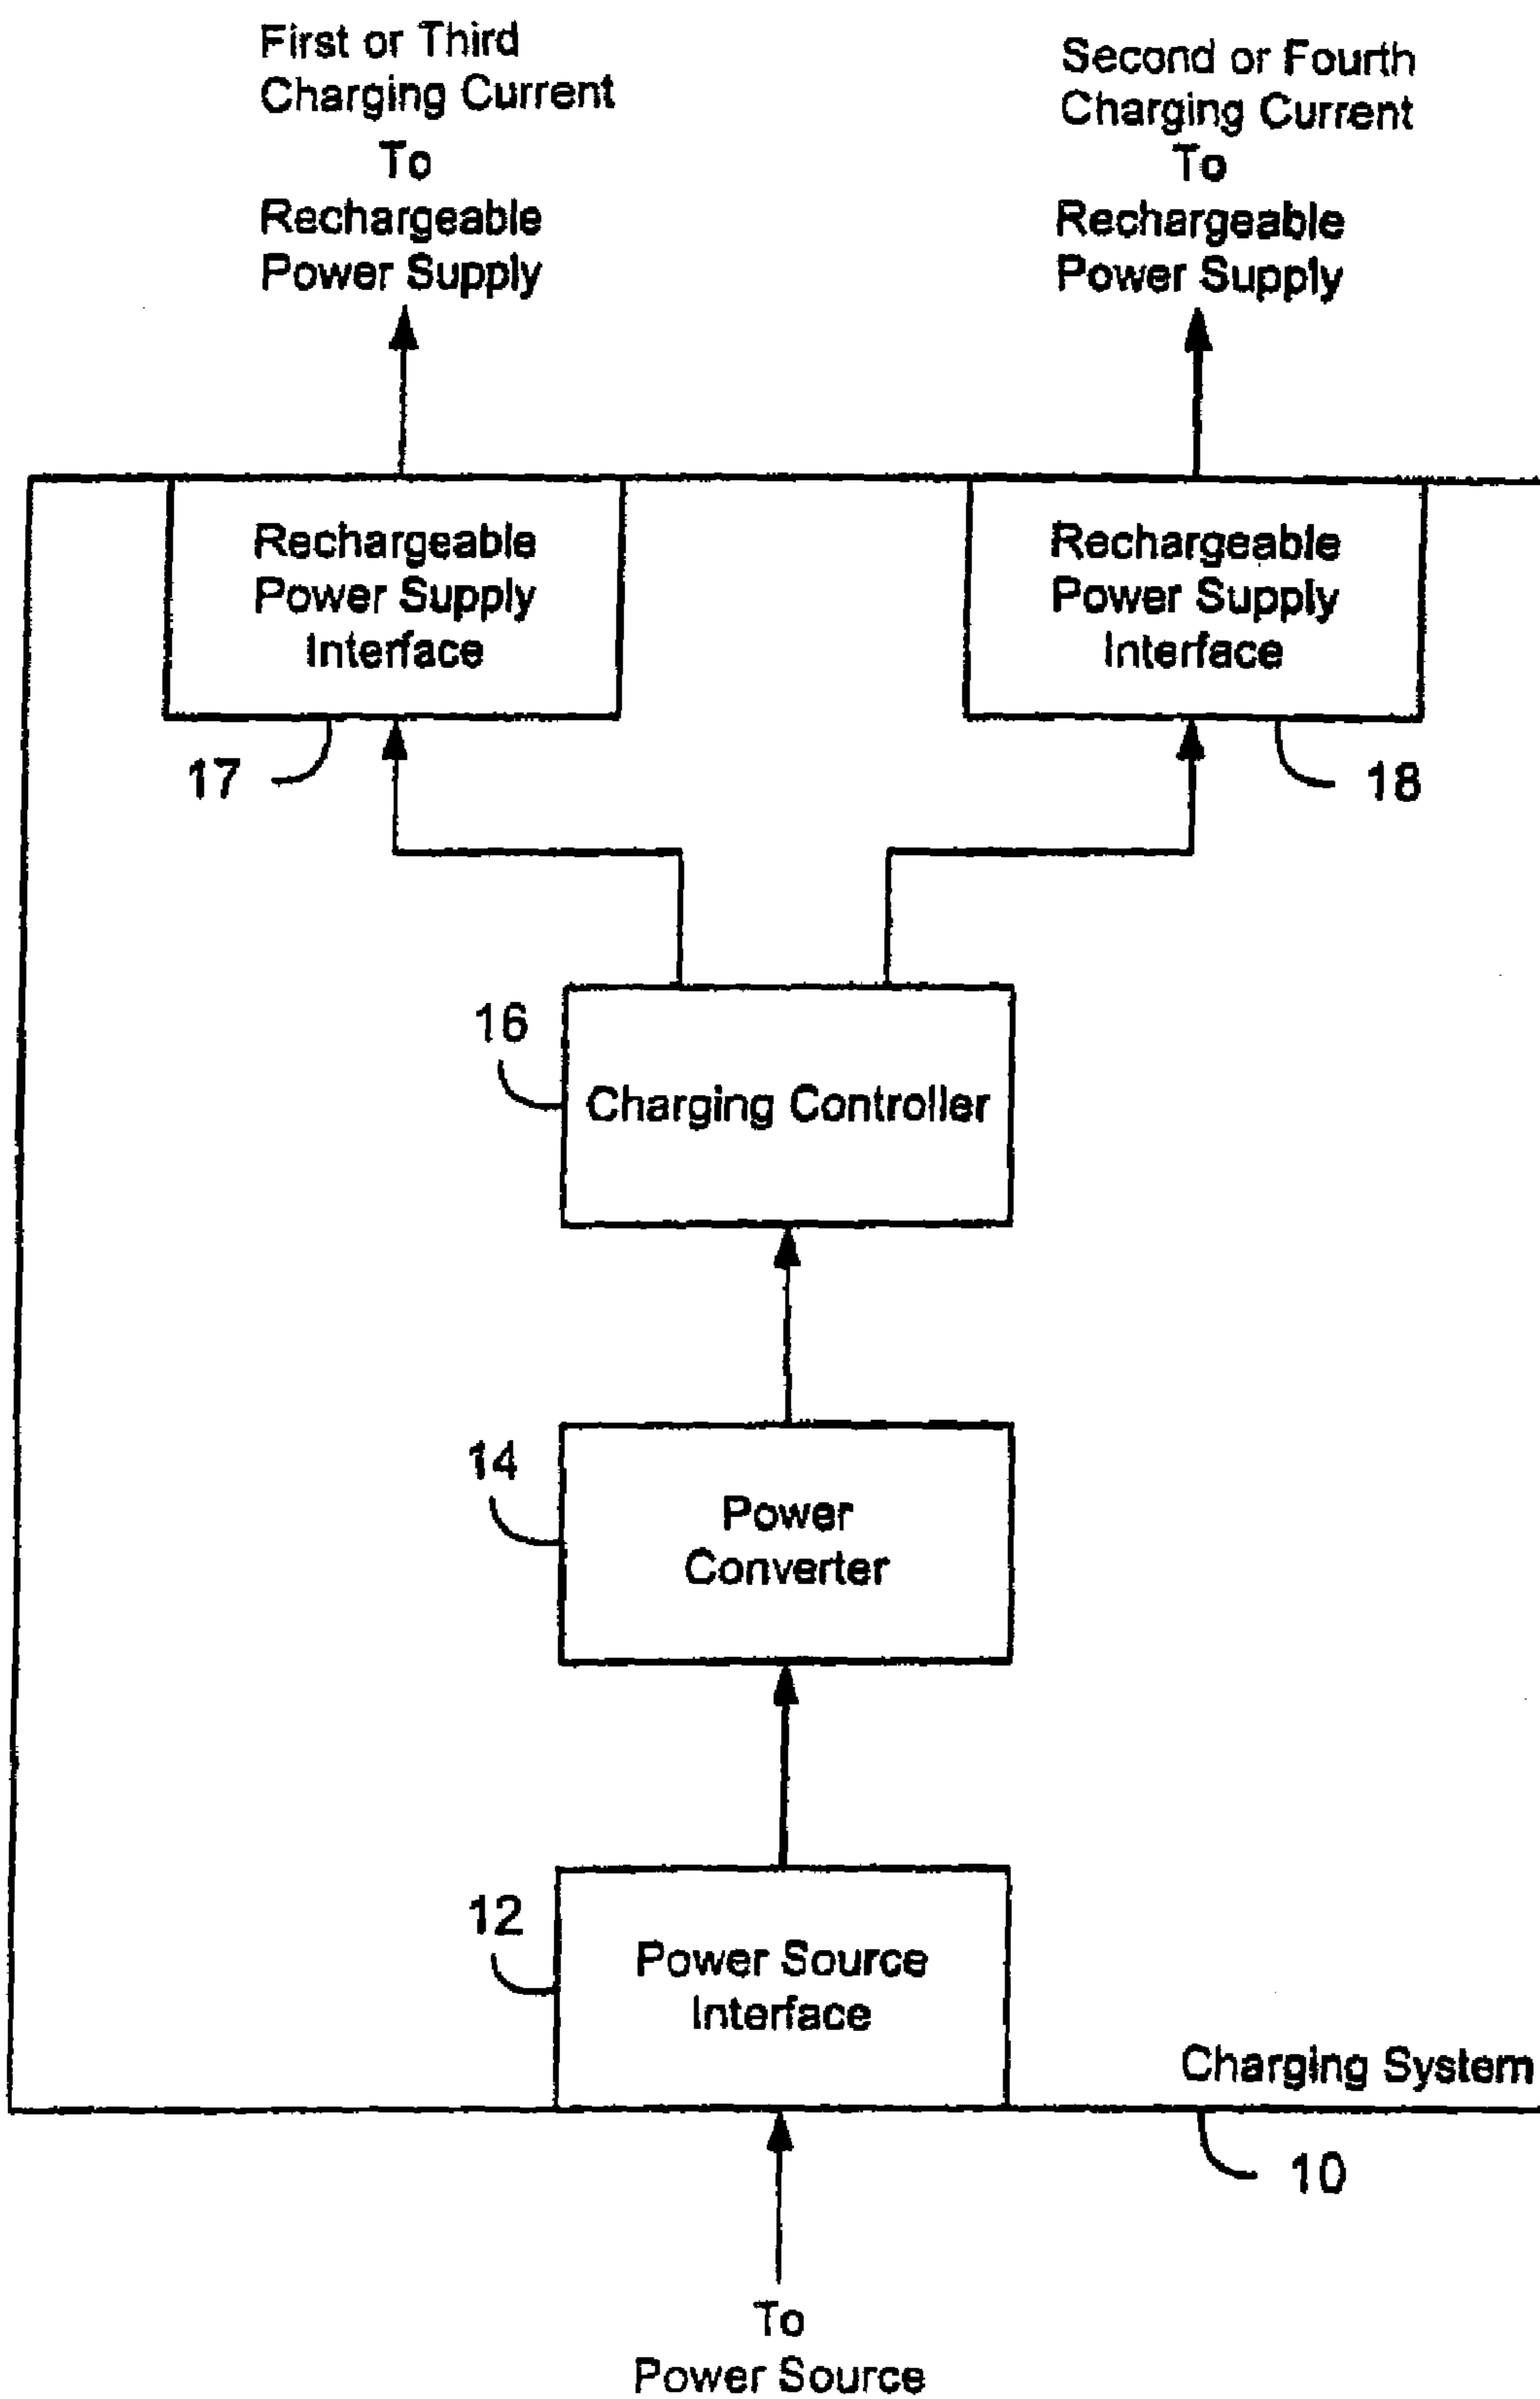 First or Third
Charging Current
To
Rechargeable
Power Supply
Second or Fourth
Charging Current
To
Rechargeable
Power Supply
Rechargeable
Power Supply
Interface
Rechargeable
Power Supply
Interface
17
18
16
Charging Controller
14
Power
Converter
12
Power Source
Interface
Charging System
10
To
Power Source